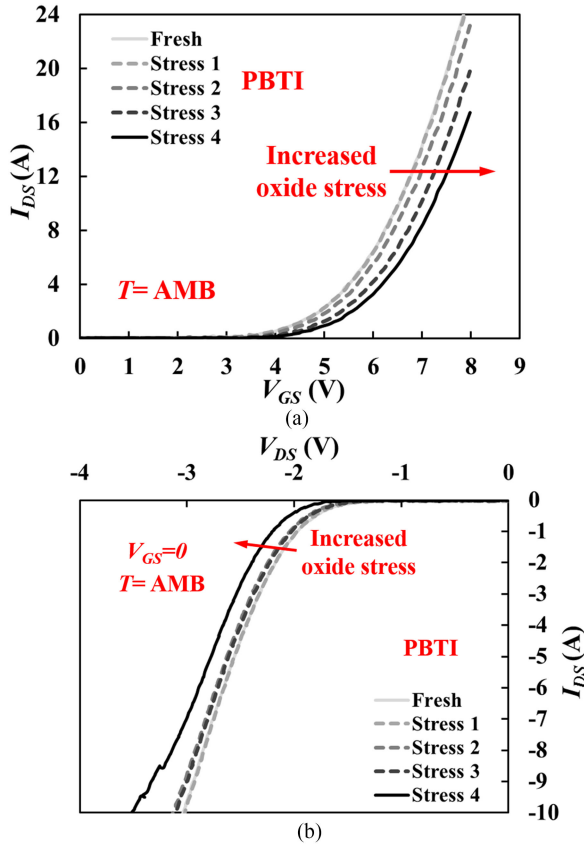 24
20
16
12
8
4
0
I_DS (A)
Fresh
Stress 1
Stress 2
Stress 3
Stress 4
PBTI
Increased
oxide stress
T= AMB
0 1 2 3 4 5 6 7 8 9
V_GS (V)
(a)
V_DS (V)
-4 -3 -2 -1 0
V_GS=0
T= AMB
Increased
oxide stress
PBTI
Fresh
Stress 1
Stress 2
Stress 3
Stress 4
0
-1
-2
-3
-4
-5
-6
-7
-8
-9
-10
I_DS (A)
(b)